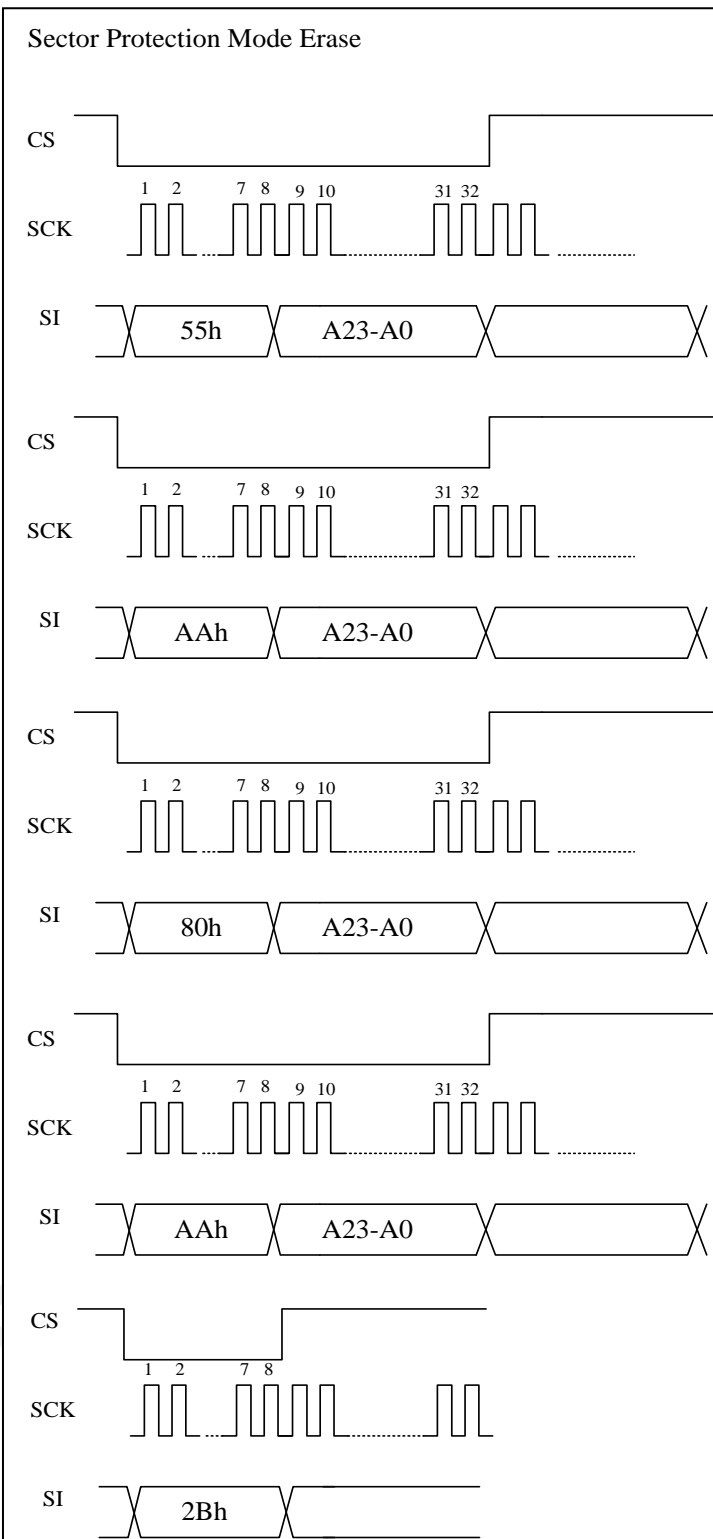 Sector Protection Mode Erase
CS
1 2 7 8 9 10 31 32
SCK
SI 55h A23-A0
CS
1 2 7 8 9 10 31 32
SCK
SI AAh A23-A0
CS
1 2 7 8 9 10 31 32
SCK
SI 80h A23-A0
CS
1 2 7 8 9 10 31 32
SCK
SI AAh A23-A0
CS
1 2 7 8
SCK
SI 2Bh